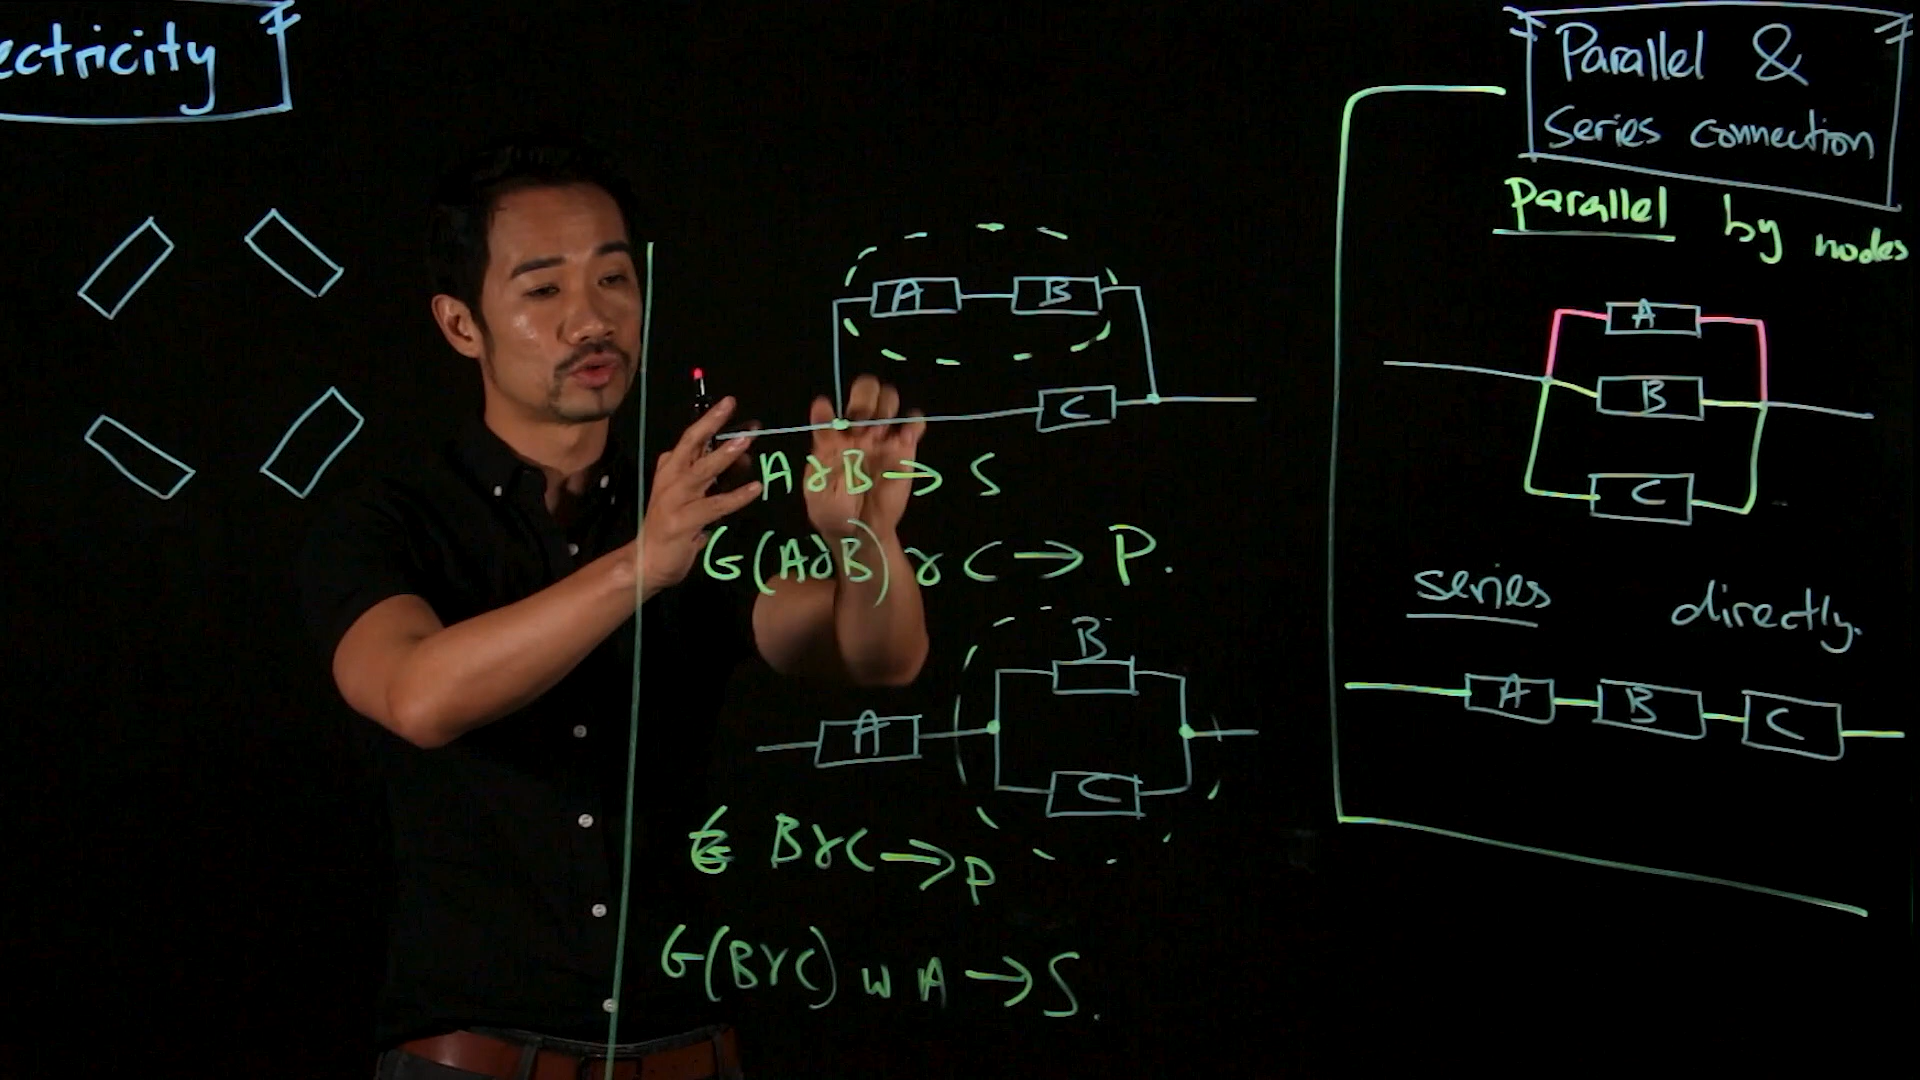 ectricity
A B
C
A & B → S
G(A & B) & C → P.
B
A
C
B & C → P
G(B & C) w A → S.
Parallel &
Series connection
Parallel by nodes
A
B
C
series directly.
A B C